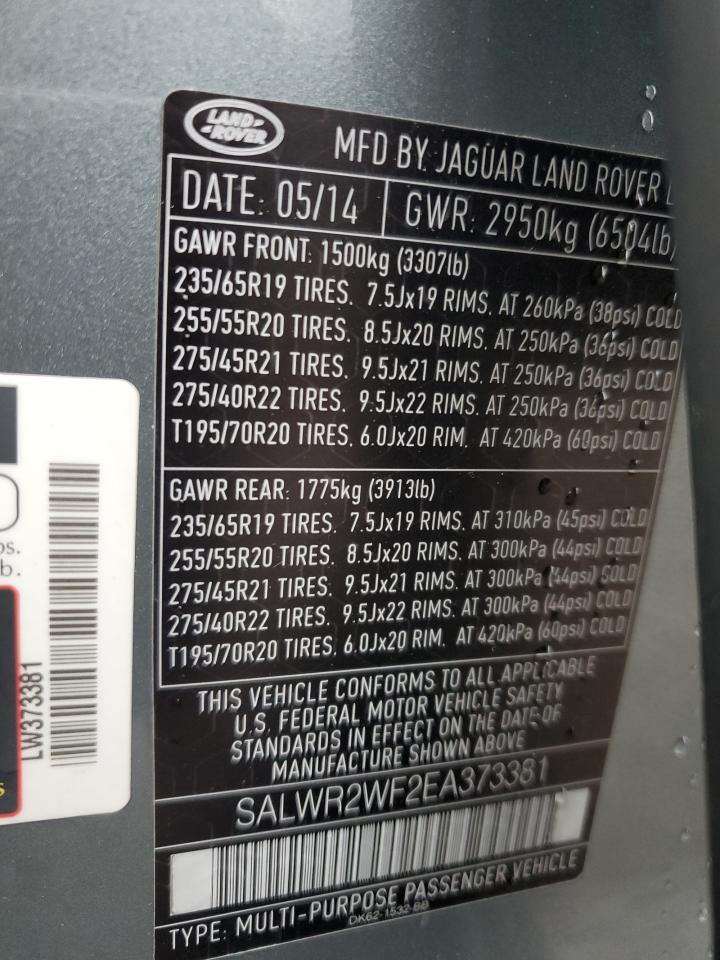 LAND-
-ROVER
MFD BY JAGUAR LAND ROVER
DATE: 05/14 GWR: 2950kg (6504lb)
GAWR FRONT: 1500kg (3307lb)
235/65R19 TIRES. 7.5Jx19 RIMS. AT 260kPa (38psi) COLD
255/55R20 TIRES. 8.5Jx20 RIMS. AT 250kPa (36psi) COLD
275/45R21 TIRES. 9.5Jx21 RIMS. AT 250kPa (36psi) COLD
275/40R22 TIRES. 9.5Jx22 RIMS. AT 250kPa (36psi) COLD
T195/70R20 TIRES. 6.0Jx20 RIM. AT 420kPa (60psi) COLD
GAWR REAR: 1775kg (3913lb)
235/65R19 TIRES. 7.5Jx19 RIMS. AT 310kPa (45psi) COLD
255/55R20 TIRES. 8.5Jx20 RIMS. AT 300kPa (44psi) COLD
275/45R21 TIRES. 9.5Jx21 RIMS. AT 300kPa (44psi) COLD
275/40R22 TIRES. 9.5Jx22 RIMS. AT 300kPa (44psi) COLD
T195/70R20 TIRES. 6.0Jx20 RIM. AT 420kPa (60psi) COLD
THIS VEHICLE CONFORMS TO ALL APPLICABLE
U.S. FEDERAL MOTOR VEHICLE SAFETY
STANDARDS IN EFFECT ON THE DATE OF
MANUFACTURE SHOWN ABOVE
SALWR2WF2EA373381
TYPE: MULTI-PURPOSE PASSENGER VEHICLE
DK62-1532-BB
LW373381